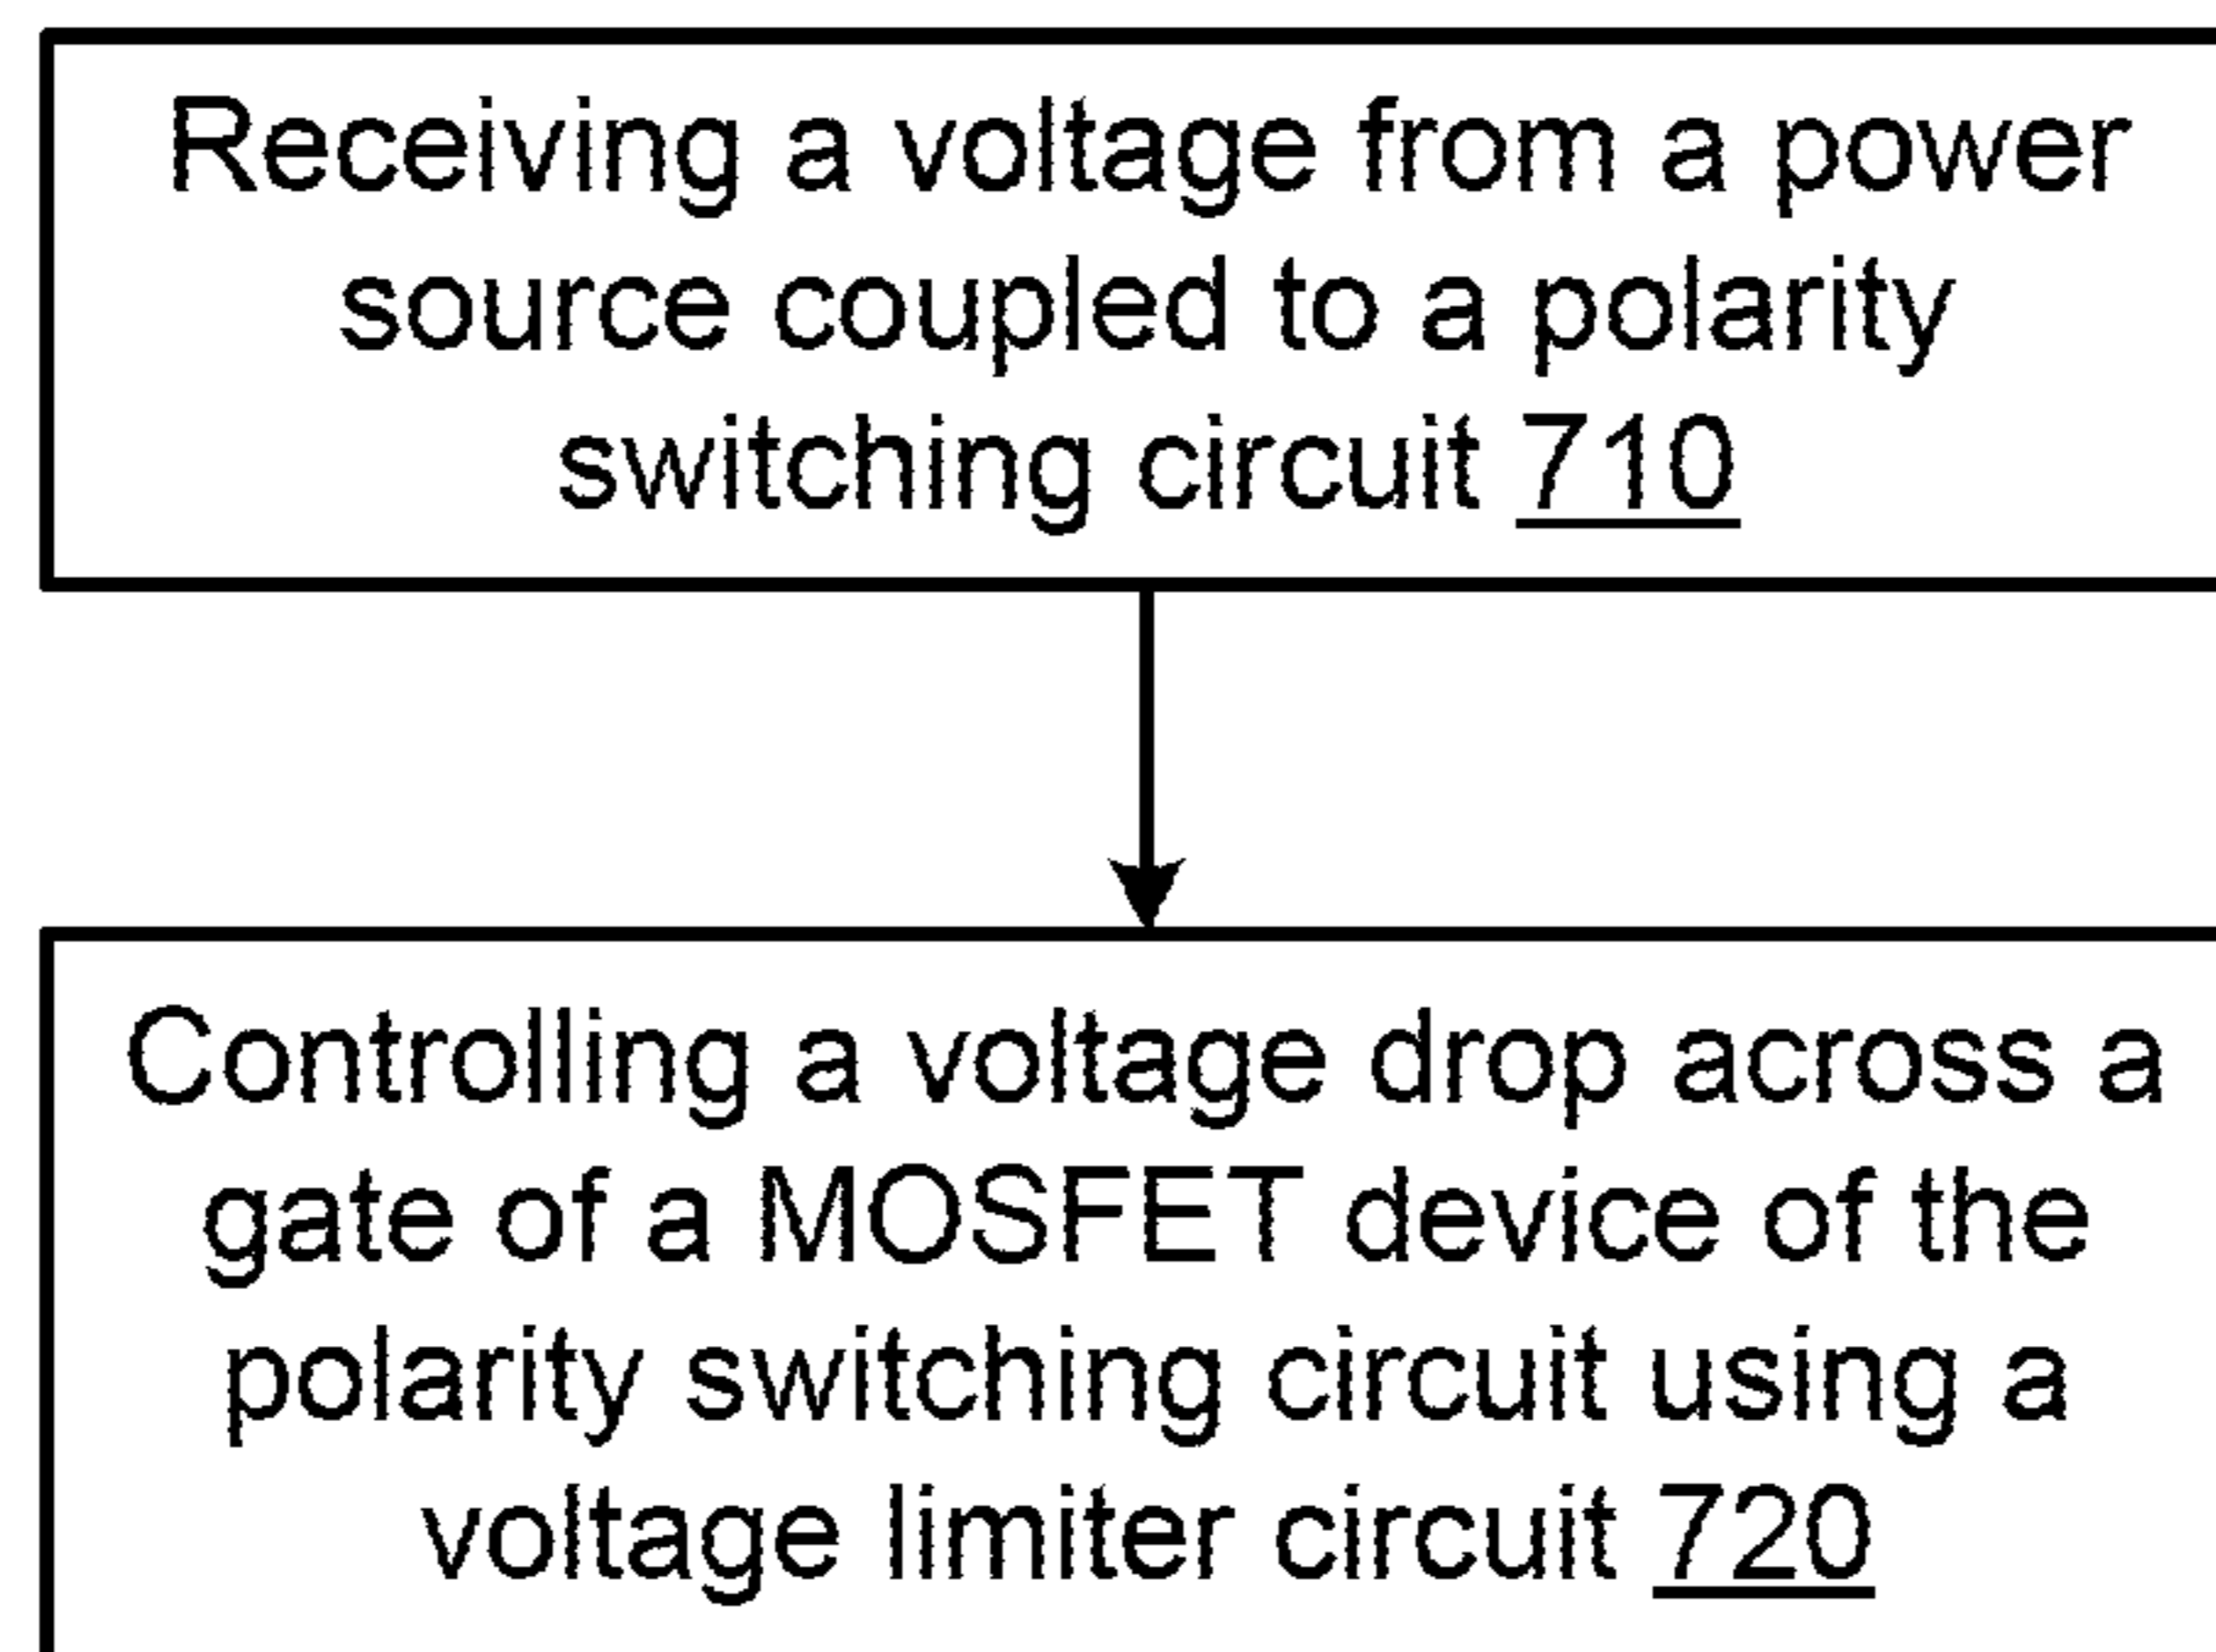 Receiving a voltage from a power
source coupled to a polarity
switching circuit 710
Controlling a voltage drop across a
gate of a MOSFET device of the
polarity switching circuit using a
voltage limiter circuit 720